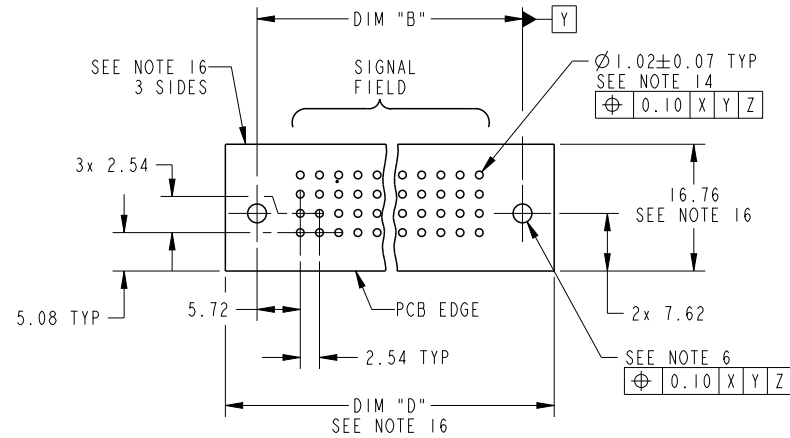 DIM "B"
Y
SEE NOTE 16
3 SIDES
SIGNAL
FIELD
Ø1.02±0.07 TYP
SEE NOTE 14
⌖ 0.10 X Y Z
3x 2.54
16.76
SEE NOTE 16
5.08 TYP
5.72
PCB EDGE
2x 7.62
2.54 TYP
SEE NOTE 6
⌖ 0.10 X Y Z
DIM "D"
SEE NOTE 16